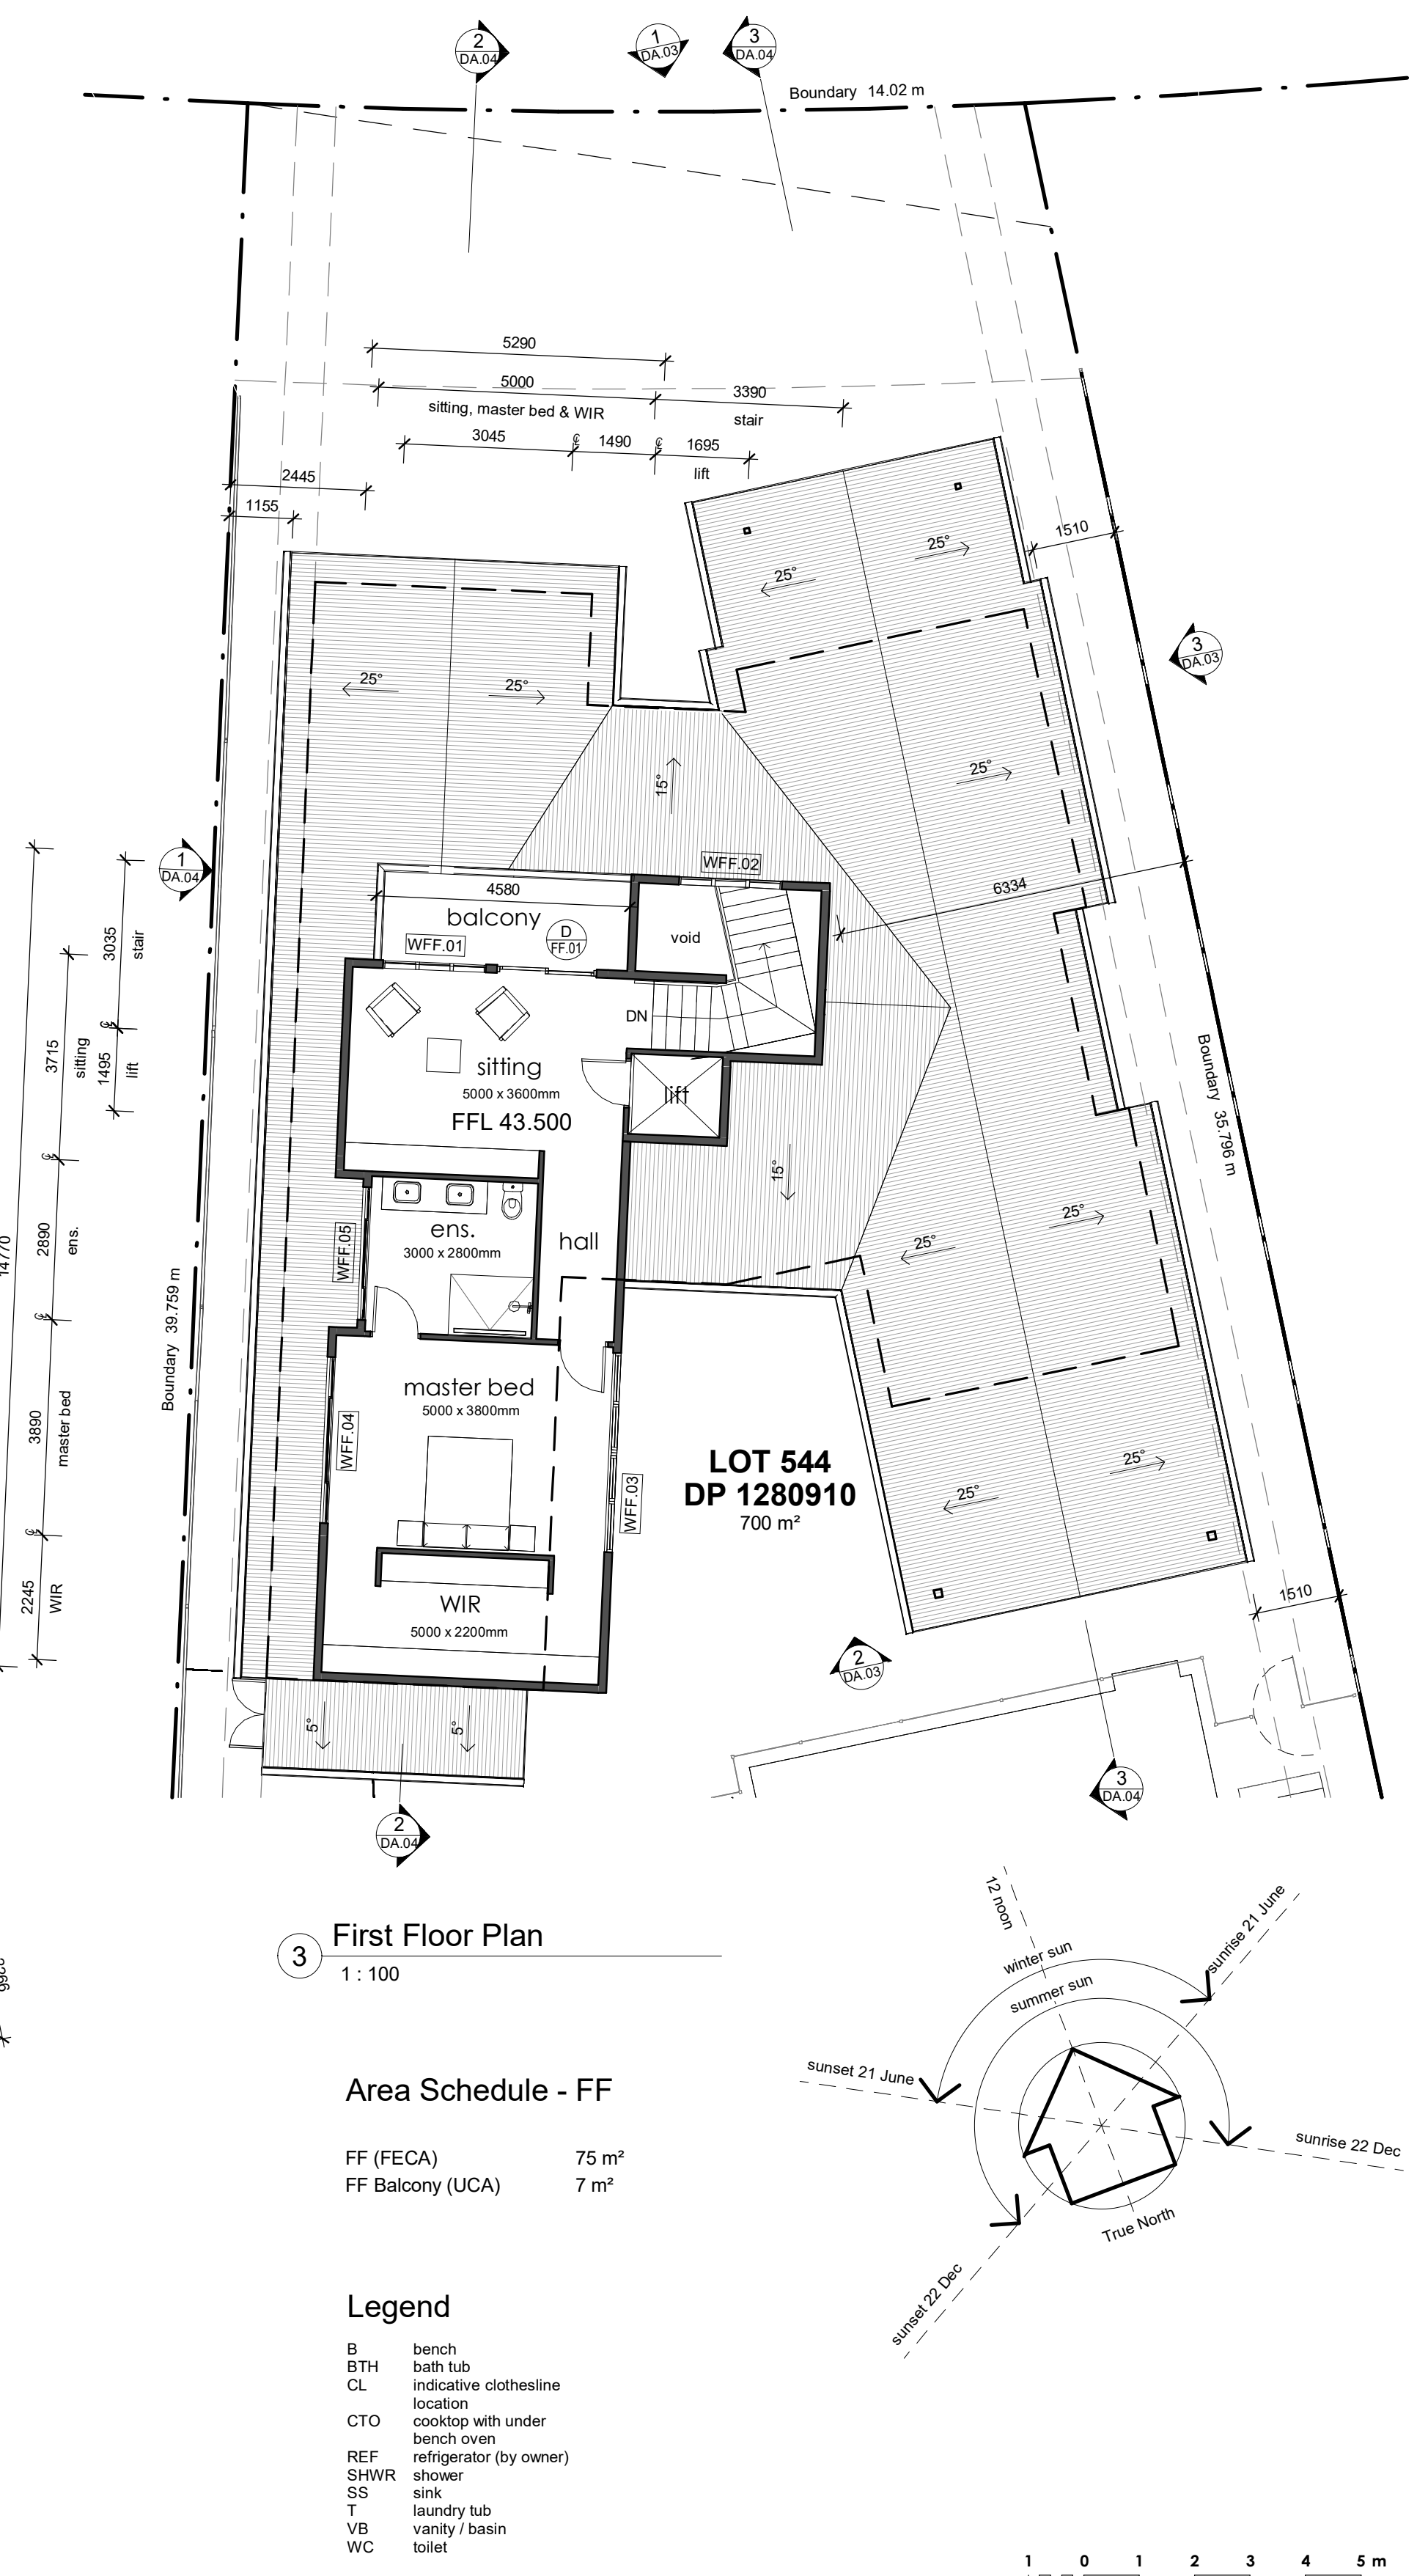 2
DA.04
1
DA.03
3
DA.04
Boundary 14.02 m
5290
5000
3390
sitting, master bed & WIR
stair
3045
℄
1490
℄
1695
lift
2445
1155
1510
25°
25°
3
DA.03
25°
25°
25°
15°
1
DA.04
WFF.02
6334
4580
balcony
D
FF.01
WFF.01
void
3035
stair
DN
3715
sitting
℄
1495
lift
sitting
5000 x 3600mm
FFL 43.500
lift
Boundary 35.796 m
15°
℄
2890
ens.
14770
WFF.05
ens.
3000 x 2800mm
hall
25°
25°
Boundary 39.759 m
℄
3890
master bed
master bed
5000 x 3800mm
WFF.04
WFF.03
LOT 544
DP 1280910
700 m²
25°
25°
℄
2245
WIR
WIR
5000 x 2200mm
1510
2
DA.03
5°
5°
3
DA.04
2
DA.04
3
First Floor Plan
1 : 100
12 noon
winter sun
summer sun
sunrise 21 June
sunset 21 June
sunrise 22 Dec
True North
sunset 22 Dec
Area Schedule - FF
FF (FECA) 75 m²
FF Balcony (UCA) 7 m²
Legend
B bench
BTH bath tub
CL indicative clothesline
location
CTO cooktop with under
bench oven
REF refrigerator (by owner)
SHWR shower
SS sink
T laundry tub
VB vanity / basin
WC toilet
1 0 1 2 3 4 5 m